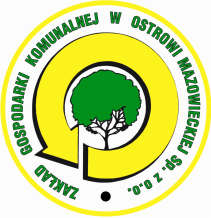 ZAKŁAD GOSPODARKI KOMUNALNEJ W OSTROWI MAZOWIECKIEJ Sp. z o.o.